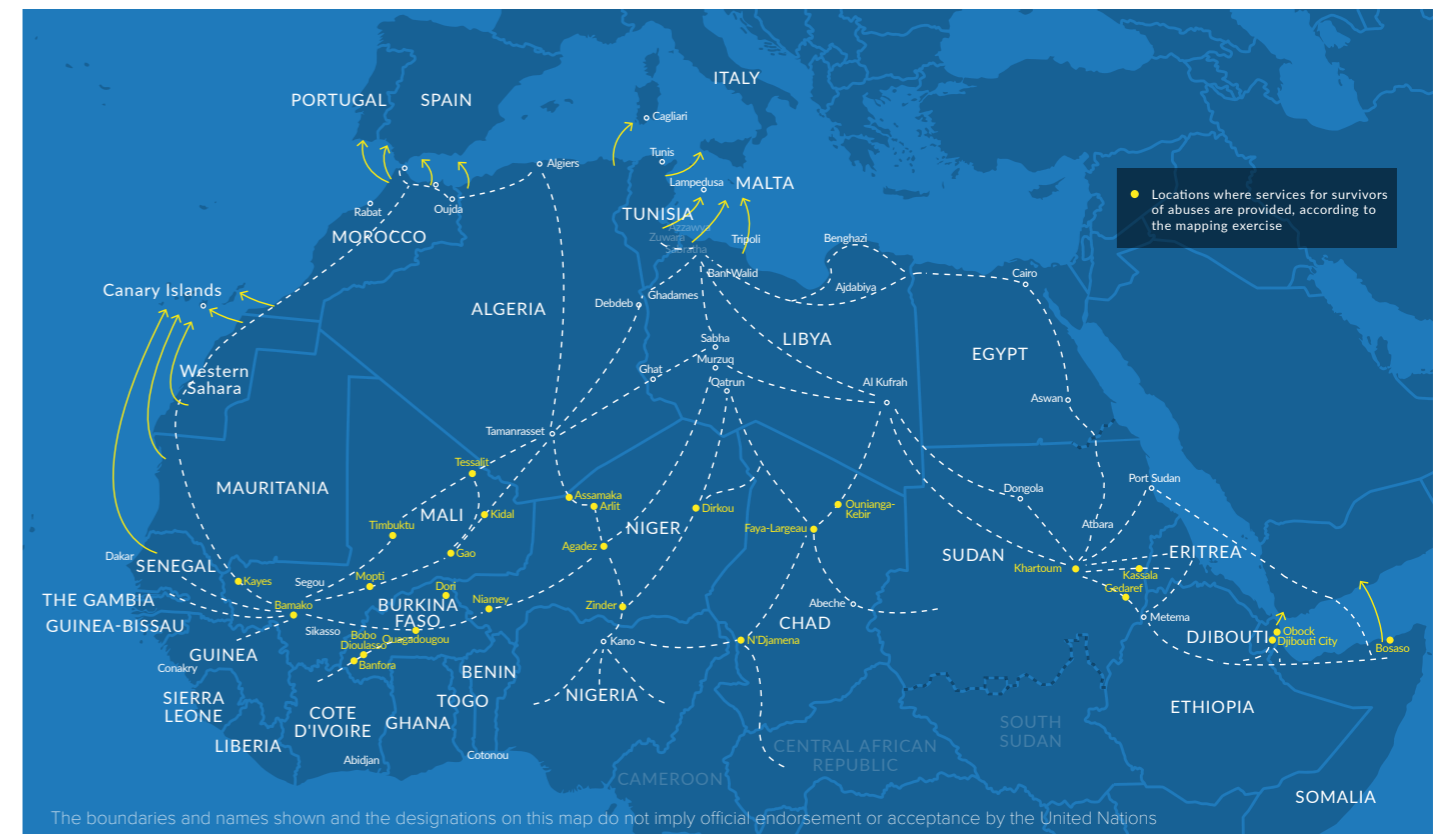 ITALY
PORTUGAL
SPAIN
Cagliari
Tunis
Algiers
Lampedusa
MALTA
Locations where services for survivors
of abuses are provided, according to
the mapping exercise
Rabat
Oujda
TUNISIA
Azzawya
Zuwara
Sabratha
Tripoli
Benghazi
MOROCCO
Bani Walid
Cairo
Canary Islands
Debdeb
Ghadames
Ajdabiya
ALGERIA
Sabha
LIBYA
EGYPT
Murzuq
Ghat
Qatrun
Al Kufrah
Western
Sahara
Aswan
Tamanrasset
Tessalit
MAURITANIA
Assamaka
Arlit
Dirkou
Ounianga-
Kebir
Dongola
Port Sudan
MALI
Kidal
Timbuktu
NIGER
Faya-Largeau
Atbara
Agadez
Gao
Dakar
SENEGAL
SUDAN
ERITREA
Khartoum
Kassala
Gedaref
Kayes
Segou
Mopti
Dori
THE GAMBIA
Bamako
BURKINA
FASO
Niamey
Zinder
Abeche
CHAD
Metema
GUINEA-BISSAU
Sikasso
Bobo
Dioulasso
Ouagadougou
Banfora
Kano
N'Djamena
DJIBOUTI
Obock
Djibouti City
Bosaso
GUINEA
Conakry
BENIN
NIGERIA
SIERRA
LEONE
TOGO
COTE
D'IVOIRE
GHANA
ETHIOPIA
SOUTH
SUDAN
LIBERIA
Abidjan
Cotonou
CENTRAL AFRICAN
REPUBLIC
CAMEROON
SOMALIA
The boundaries and names shown and the designations on this map do not imply official endorsement or acceptance by the United Nations